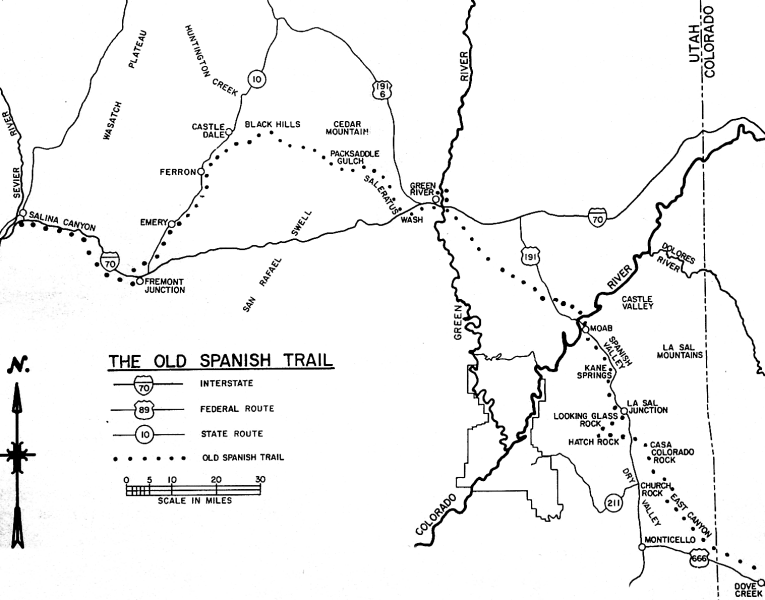 UTAH
COLORADO
WASATCH PLATEAU
HUNTINGTON
CREEK
10
191
6
RIVER
SEVIER RIVER
CASTLE
DALE
BLACK HILLS
CEDAR
MOUNTAIN
PACKSADDLE
GULCH
FERRON
SALERATUS
WASH
GREEN
RIVER
SALINA CANYON
EMERY
70
FREMONT
JUNCTION
SAN RAFAEL SWELL
70
191
GREEN
RIVER
DOLORES
RIVER
CASTLE
VALLEY
MOAB
SPANISH
VALLEY
LA SAL
MOUNTAINS
KANE
SPRINGS
LA SAL
JUNCTION
LOOKING GLASS
ROCK
HATCH ROCK
CASA
COLORADO
ROCK
DRY
VALLEY
CHURCH
ROCK
EAST CANYON
211
COLORADO
MONTICELLO
666
DOVE
CREEK
N.
THE OLD SPANISH TRAIL
70 INTERSTATE
89 FEDERAL ROUTE
10 STATE ROUTE
OLD SPANISH TRAIL
0 5 10 20 30
SCALE IN MILES